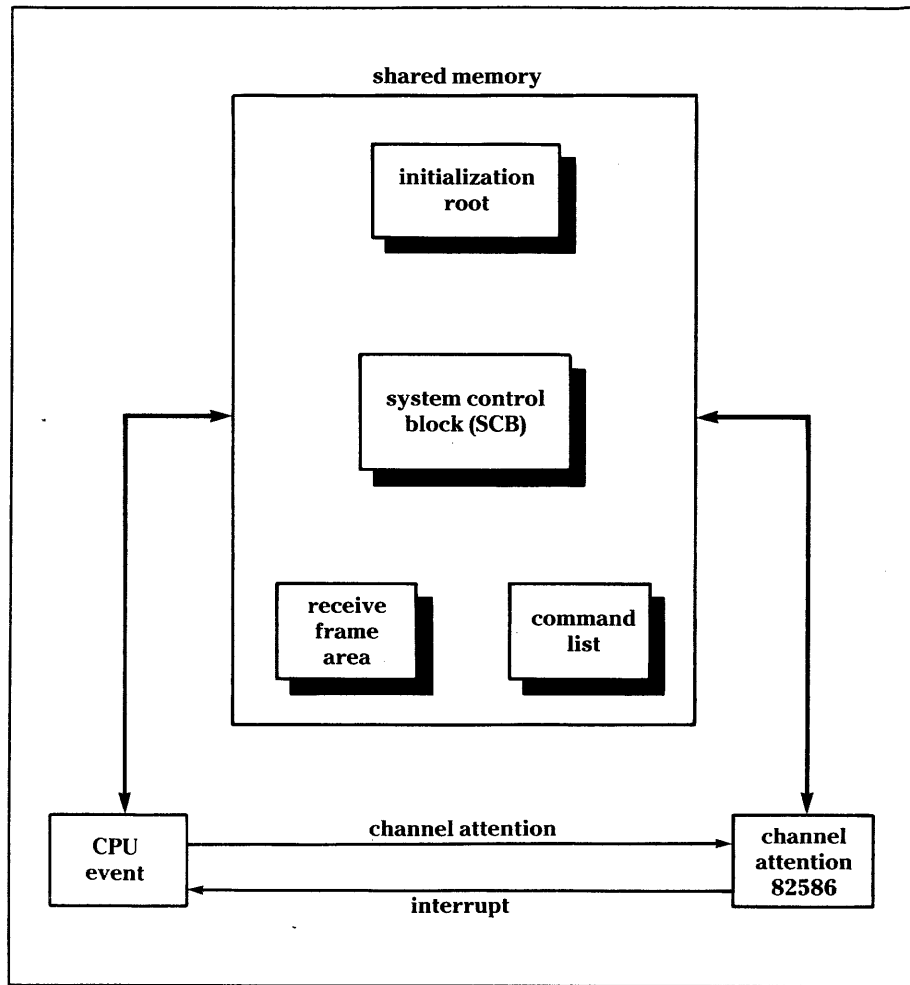 shared memory
initialization
root
system control
block (SCB)
receive
frame
area
command
list
CPU
event
channel attention
interrupt
channel
attention
82586